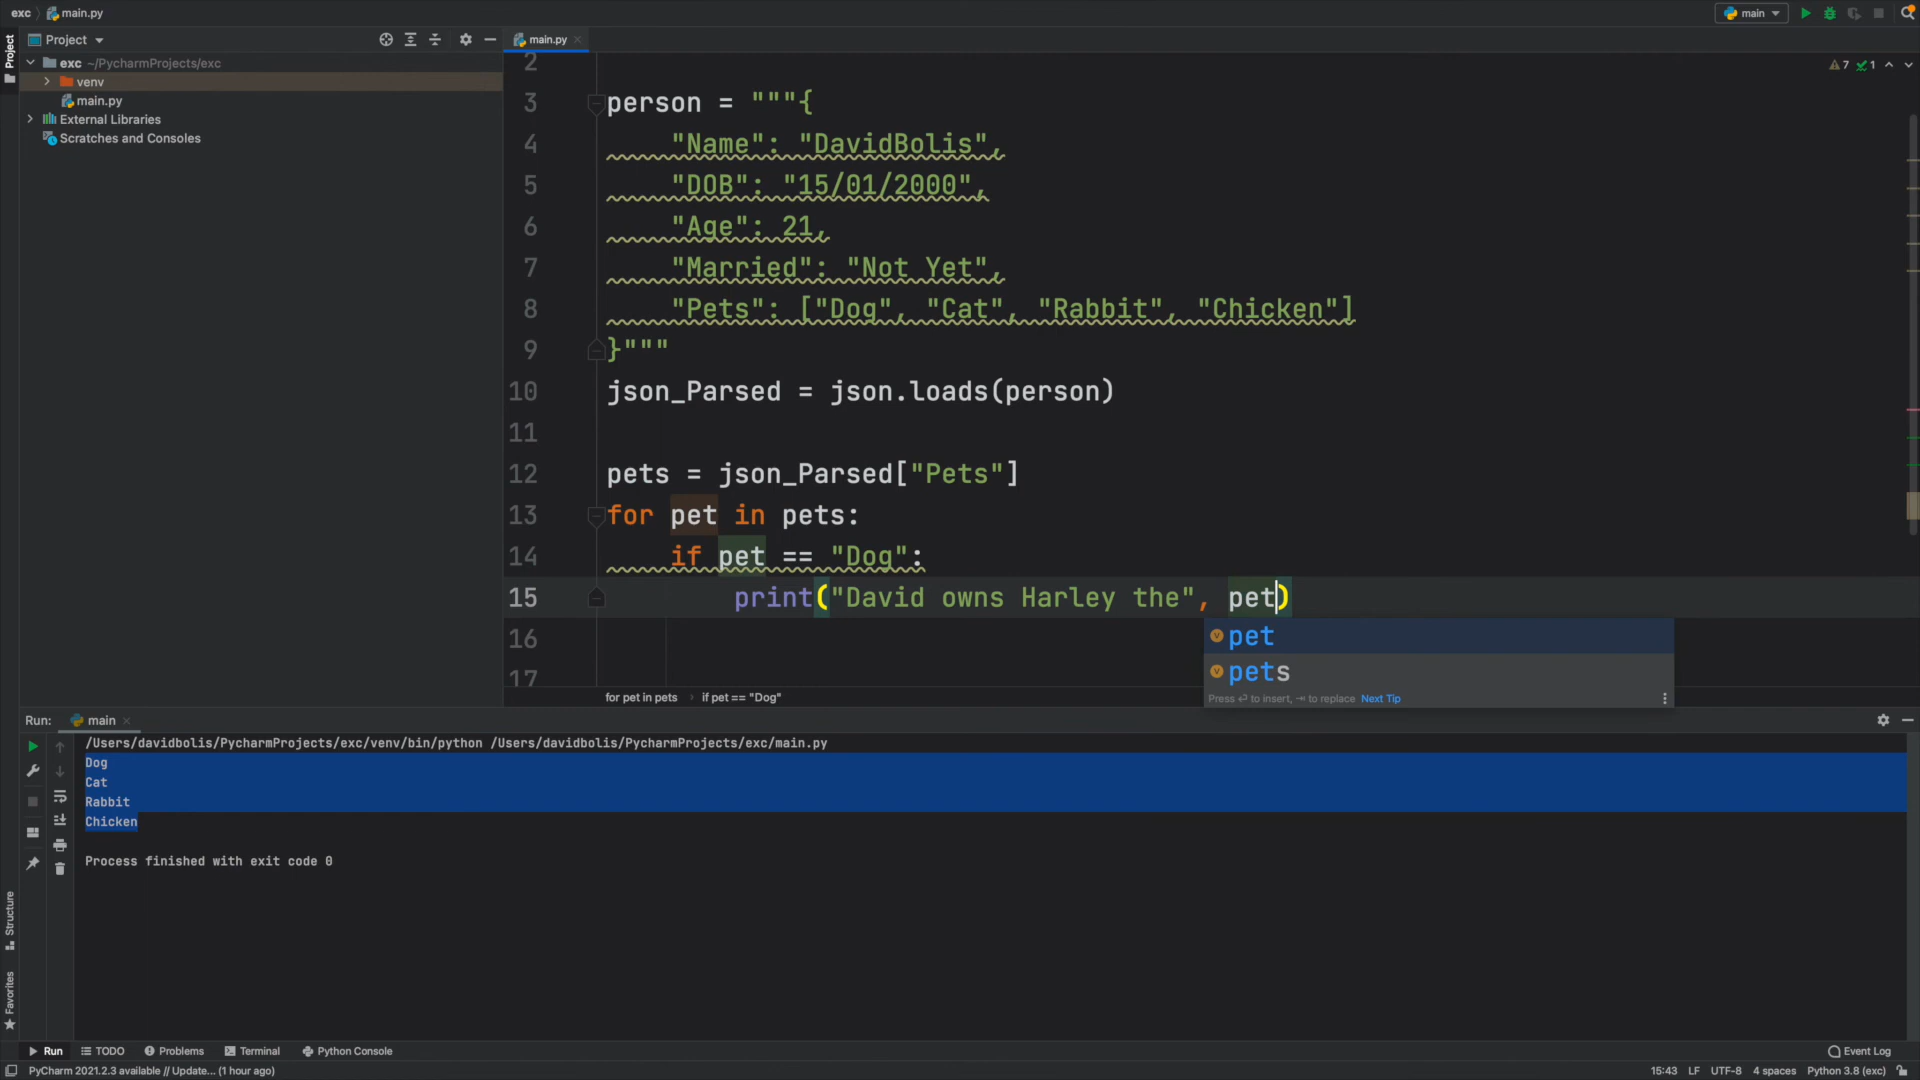 exc main.py
main
Project
main.py
Project
exc ~/PycharmProjects/exc
venv
main.py
External Libraries
Scratches and Consoles
7 1
2
3 person = """{
4 "Name": "DavidBolis",
5 "DOB": "15/01/2000",
6 "Age": 21,
7 "Married": "Not Yet",
8 "Pets": ["Dog", "Cat", "Rabbit", "Chicken"]
9 }"""
10 json_Parsed = json.loads(person)
11
12 pets = json_Parsed["Pets"]
13 for pet in pets:
14 if pet == "Dog":
15 print("David owns Harley the", pet)
16
17
pet
pets
Press ⏎ to insert, ⇥ to replace Next Tip
for pet in pets › if pet == "Dog"
Run: main
/Users/davidbolis/PycharmProjects/exc/venv/bin/python /Users/davidbolis/PycharmProjects/exc/main.py
Dog
Cat
Rabbit
Chicken
Process finished with exit code 0
Structure
Favorites
Run TODO Problems Terminal Python Console Event Log
PyCharm 2021.2.3 available // Update... (1 hour ago) 15:43 LF UTF-8 4 spaces Python 3.8 (exc)